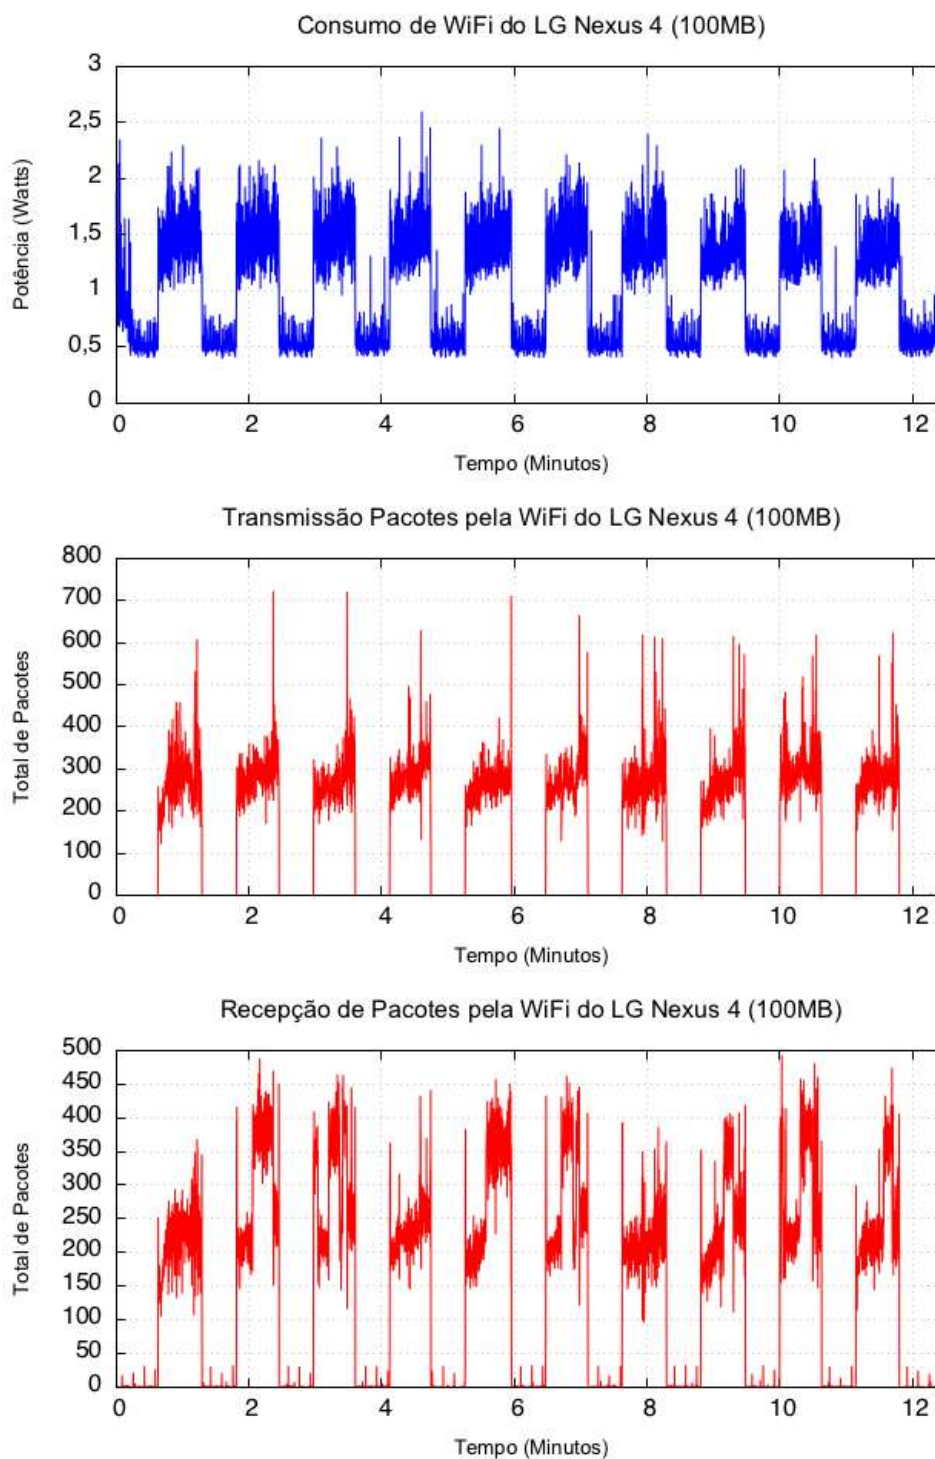 Consumo de WiFi do LG Nexus 4 (100MB)
3
2,5
2
1,5
1
0,5
0
Potência (Watts)
0 2 4 6 8 10 12
Tempo (Minutos)
Transmissão Pacotes pela WiFi do LG Nexus 4 (100MB)
800
700
600
500
400
300
200
100
0
Total de Pacotes
0 2 4 6 8 10 12
Tempo (Minutos)
Recepção de Pacotes pela WiFi do LG Nexus 4 (100MB)
500
450
400
350
300
250
200
150
100
50
0
Total de Pacotes
0 2 4 6 8 10 12
Tempo (Minutos)